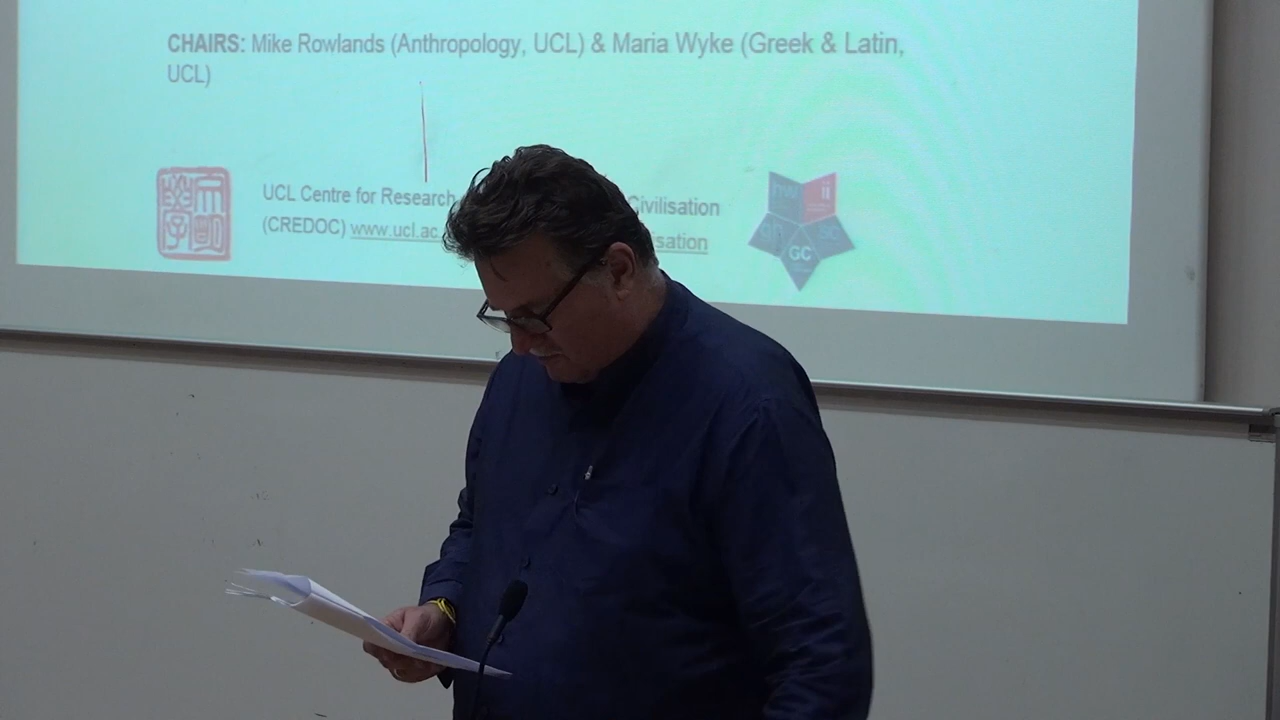 CHAIRS: Mike Rowlands (Anthropology, UCL) & Maria Wyke (Greek & Latin,
UCL)
UCL Centre for Research
Civilisation
(CREDOC) www.ucl.ac.
sation
GC